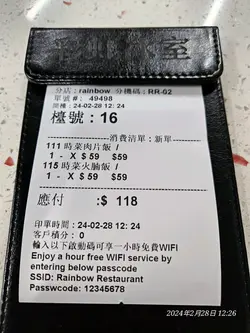 分店 : rainbow 分機碼 : RR-02
單號 # : 49498
開檯 : 24-02-28 12: 24
檯號 : 16
消費清單 : 新單
111 時菜肉片飯 /
1 - X $ 59 $59
115 時菜火腩飯 /
1 - X $ 59 $59
應付 :$ 118
印單時間 : 24-02-28 12: 24
客戶積分 : 0
輸入以下啟動碼可享一小時免費WIFI
Enjoy a hour free WIFI service by
entering below passcode
SSID: Rainbow Restaurant
Passwcode: 12345678
2024年2月28日 12:26